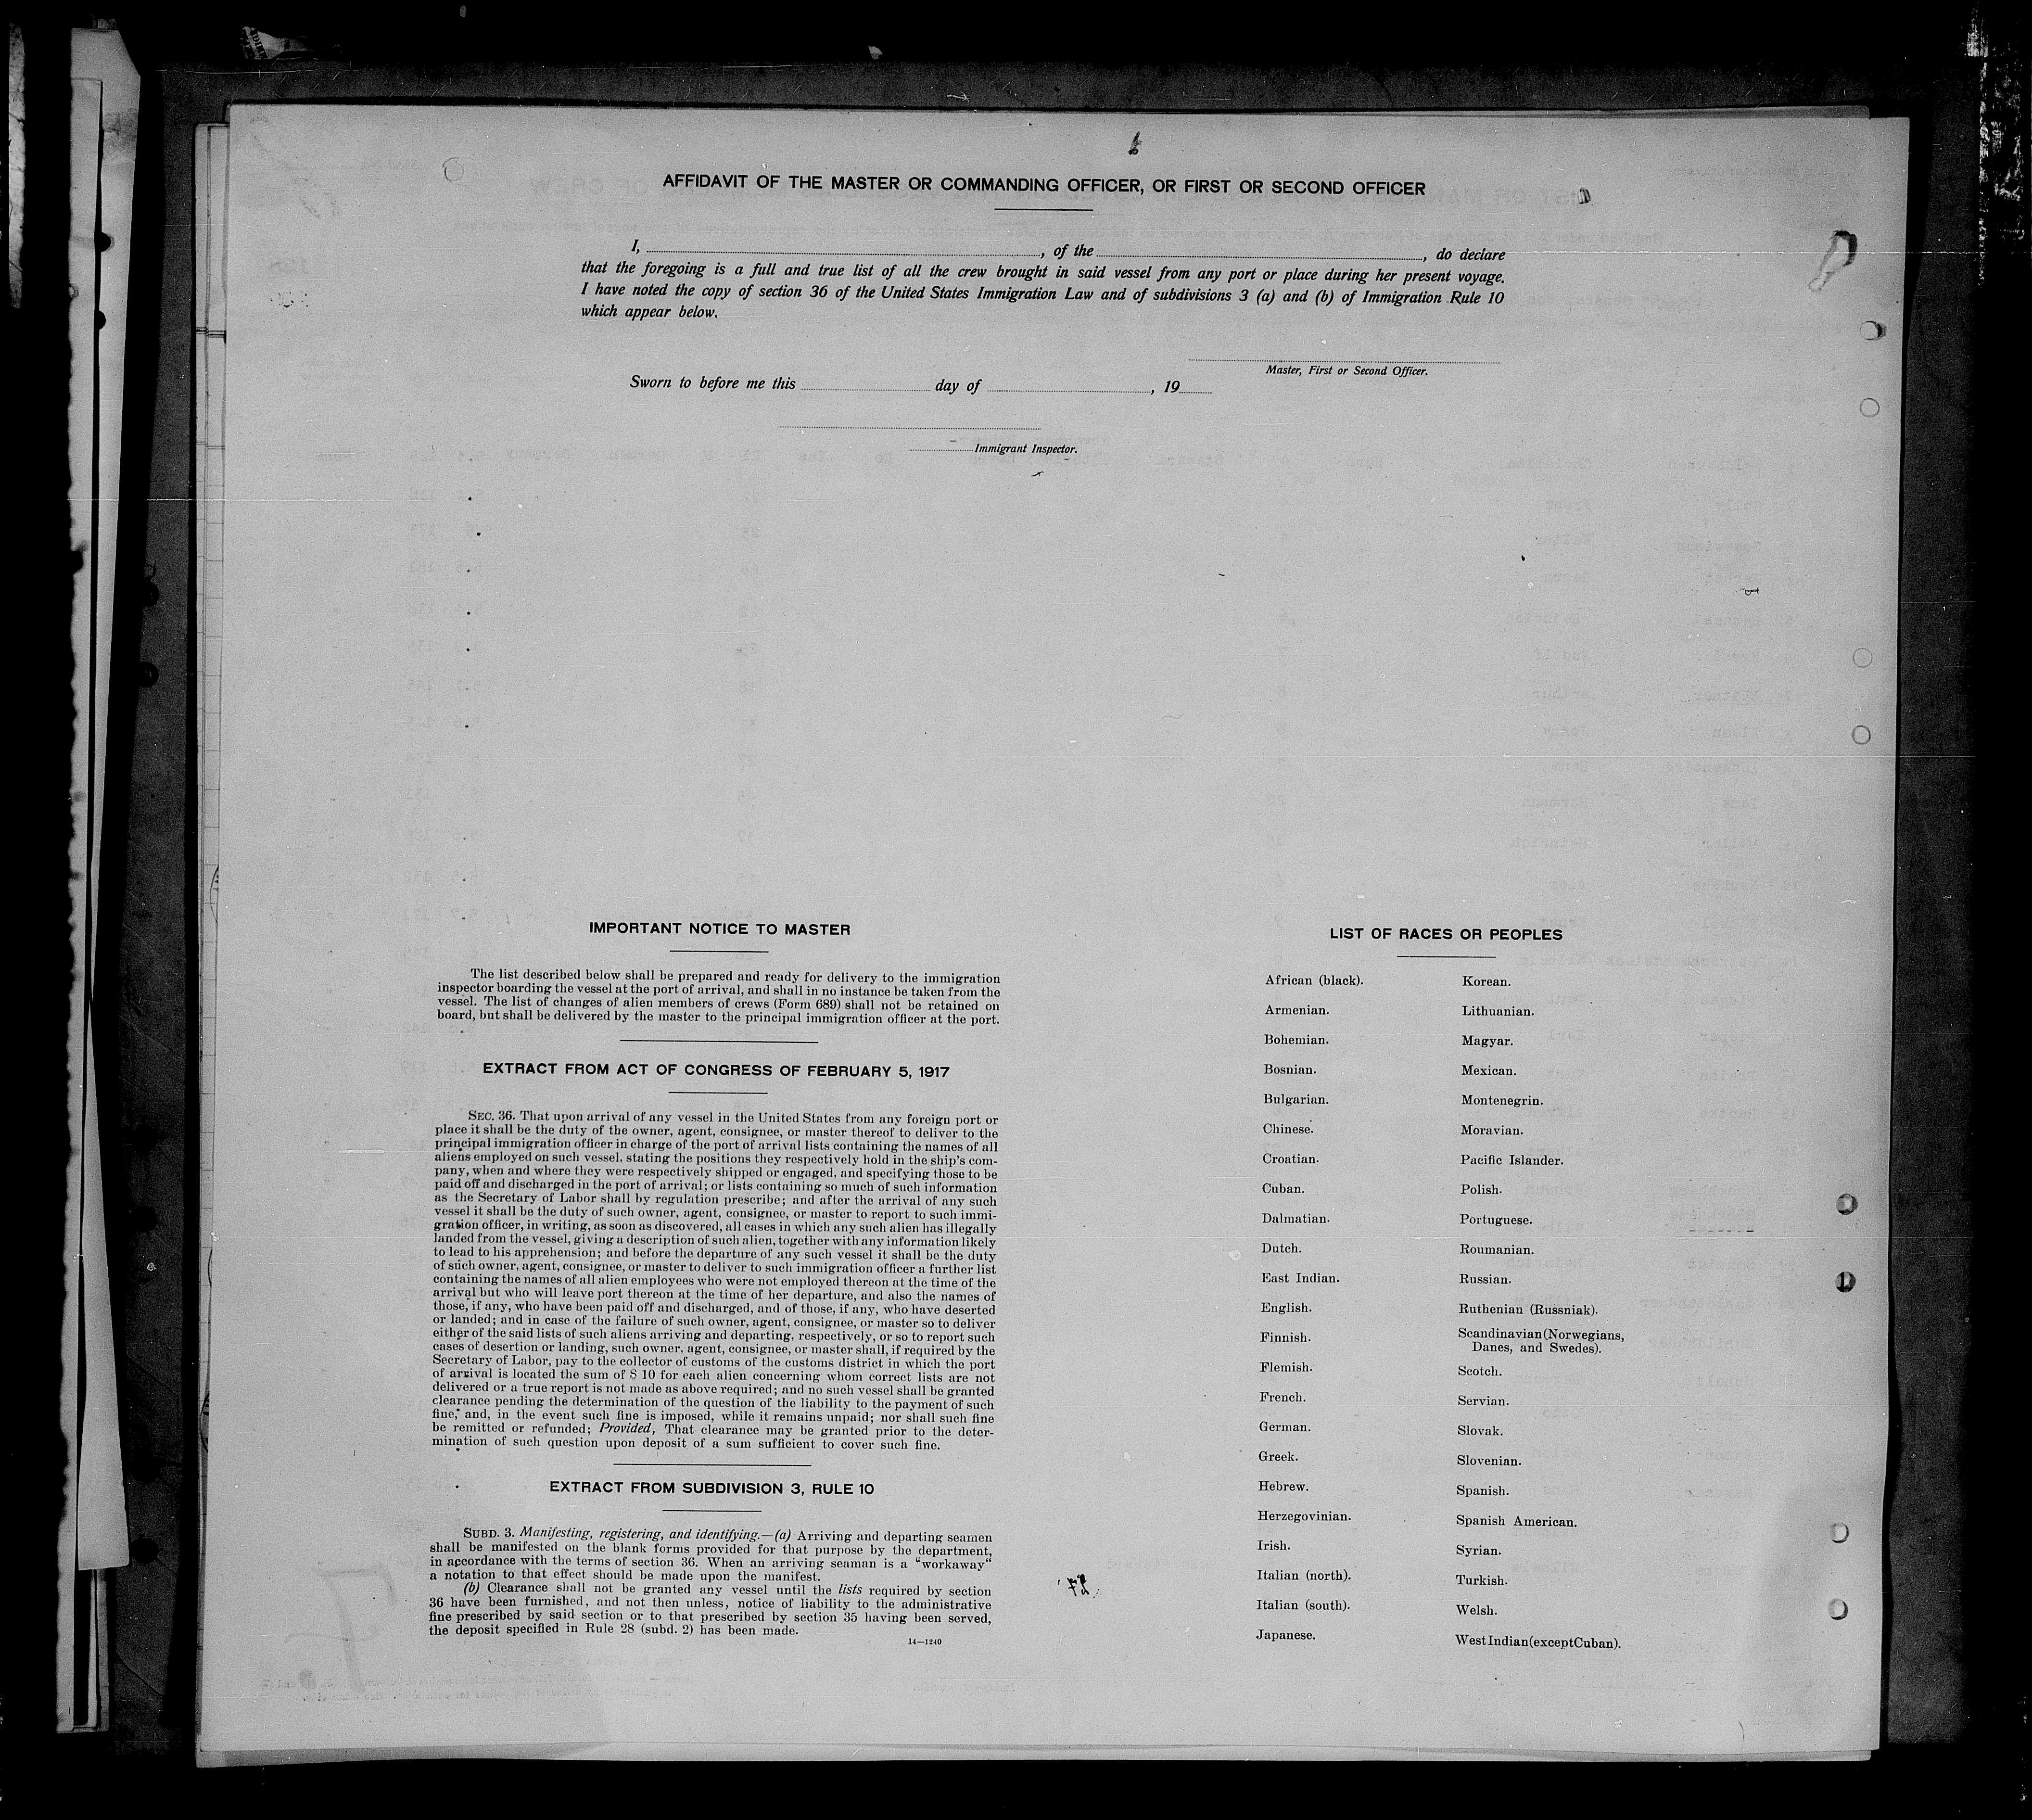 AFFIDAVIT OF THE MASTER OR COMMANDING OFFICER, OR FIRST OR SECOND OFFICER
I, , of the , do declare
that the foregoing is a full and true list of all the crew brought in said vessel from any port or place during her present voyage.
I have noted the copy of section 36 of the United States Immigration Law and of subdivisions 3 (a) and (b) of Immigration Rule 10
which appear below.
Master, First or Second Officer.
Sworn to before me this day of , 19
Immigrant Inspector.
IMPORTANT NOTICE TO MASTER
The list described below shall be prepared and ready for delivery to the immigration
inspector boarding the vessel at the port of arrival, and shall in no instance be taken from the
vessel. The list of changes of alien members of crews (Form 689) shall not be retained on
board, but shall be delivered by the master to the principal immigration officer at the port.
EXTRACT FROM ACT OF CONGRESS OF FEBRUARY 5, 1917
SEC. 36. That upon arrival of any vessel in the United States from any foreign port or
place it shall be the duty of the owner, agent, consignee, or master thereof to deliver to the
principal immigration officer in charge of the port of arrival lists containing the names of all
aliens employed on such vessel, stating the positions they respectively hold in the ship's com-
pany, when and where they were respectively shipped or engaged, and specifying those to be
paid off and discharged in the port of arrival; or lists containing so much of such information
as the Secretary of Labor shall by regulation prescribe; and after the arrival of any such
vessel it shall be the duty of such owner, agent, consignee, or master to report to such immi-
gration officer, in writing, as soon as discovered, all cases in which any such alien has illegally
landed from the vessel, giving a description of such alien, together with any information likely
to lead to his apprehension; and before the departure of any such vessel it shall be the duty
of such owner, agent, consignee, or master to deliver to such immigration officer a further list
containing the names of all alien employees who were not employed thereon at the time of the
arrival but who will leave port thereon at the time of her departure, and also the names of
those, if any, who have been paid off and discharged, and of those, if any, who have deserted
or landed; and in case of the failure of such owner, agent, consignee, or master so to deliver
either of the said lists of such aliens arriving and departing, respectively, or so to report such
cases of desertion or landing, such owner, agent, consignee, or master shall, if required by the
Secretary of Labor, pay to the collector of customs of the customs district in which the port
of arrival is located the sum of $ 10 for each alien concerning whom correct lists are not
delivered or a true report is not made as above required; and no such vessel shall be granted
clearance pending the determination of the question of the liability to the payment of such
fine, and, in the event such fine is imposed, while it remains unpaid; nor shall such fine
be remitted or refunded; Provided, That clearance may be granted prior to the deter-
mination of such question upon deposit of a sum sufficient to cover such fine.
EXTRACT FROM SUBDIVISION 3, RULE 10
SUBD. 3. Manifesting, registering, and identifying.—(a) Arriving and departing seamen
shall be manifested on the blank forms provided for that purpose by the department,
in accordance with the terms of section 36. When an arriving seaman is a "workaway"
a notation to that effect should be made upon the manifest.
(b) Clearance shall not be granted any vessel until the lists required by section
36 have been furnished, and not then unless, notice of liability to the administrative
fine prescribed by said section or to that prescribed by section 35 having been served,
the deposit specified in Rule 28 (subd. 2) has been made.
14—1240
LIST OF RACES OR PEOPLES
African (black).
Armenian.
Bohemian.
Bosnian.
Bulgarian.
Chinese.
Croatian.
Cuban.
Dalmatian.
Dutch.
East Indian.
English.
Finnish.
Flemish.
French.
German.
Greek.
Hebrew.
Herzegovinian.
Irish.
Italian (north).
Italian (south).
Japanese.
Korean.
Lithuanian.
Magyar.
Mexican.
Montenegrin.
Moravian.
Pacific Islander.
Polish.
Portuguese.
Roumanian.
Russian.
Ruthenian (Russniak).
Scandinavian (Norwegians,
Danes, and Swedes).
Scotch.
Servian.
Slovak.
Slovenian.
Spanish.
Spanish American.
Syrian.
Turkish.
Welsh.
West Indian (except Cuban).